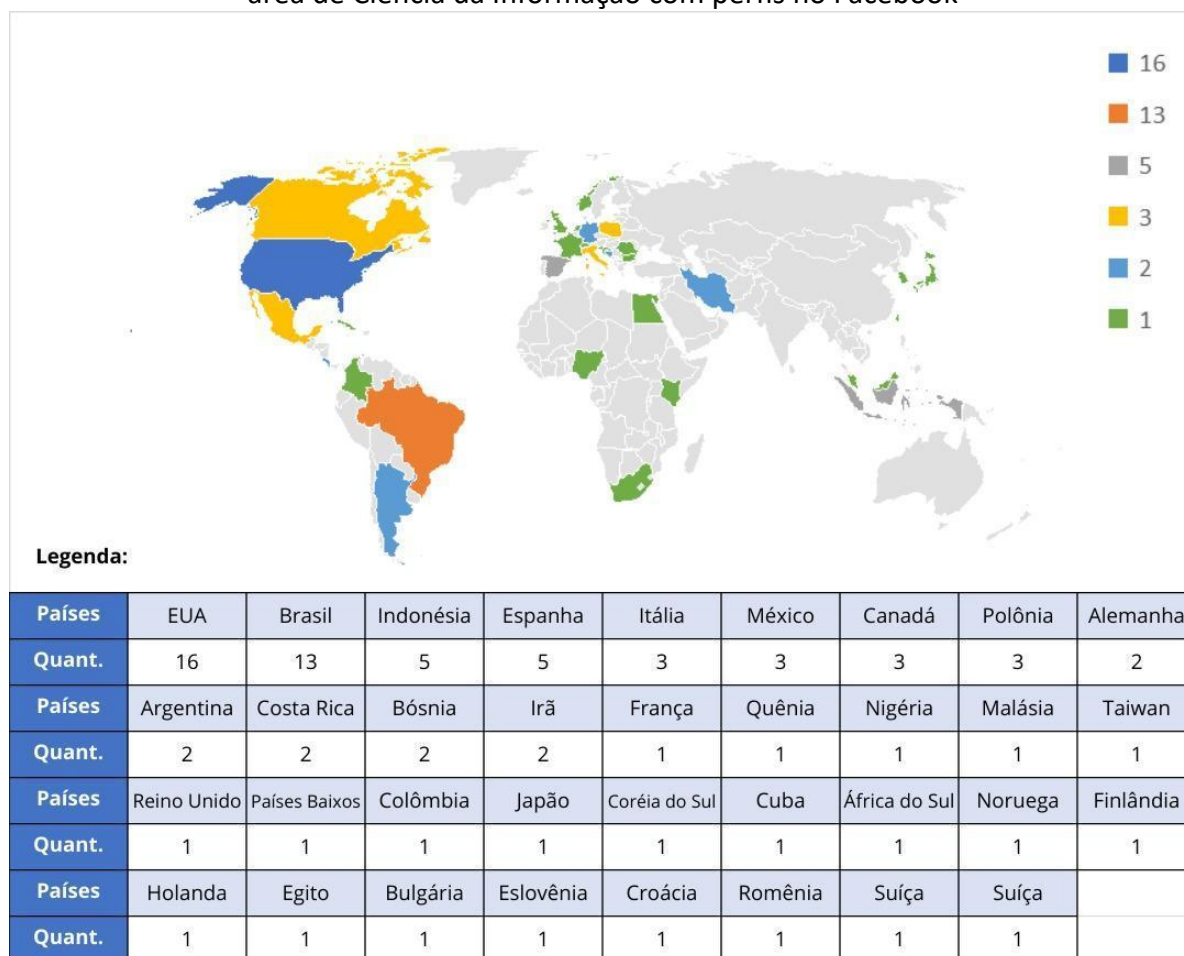 área de Ciência da Informação com perfis no Facebook
16
13
5
3
2
1
Legenda:
Países EUA Brasil Indonésia Espanha Itália México Canadá Polônia Alemanha
Quant. 16 13 5 5 3 3 3 3 2
Países Argentina Costa Rica Bósnia Irã França Quênia Nigéria Malásia Taiwan
Quant. 2 2 2 2 1 1 1 1 1
Países Reino Unido Países Baixos Colômbia Japão Coréia do Sul Cuba África do Sul Noruega Finlândia
Quant. 1 1 1 1 1 1 1 1 1
Países Holanda Egito Bulgária Eslovênia Croácia Romênia Suíça Suíça
Quant. 1 1 1 1 1 1 1 1